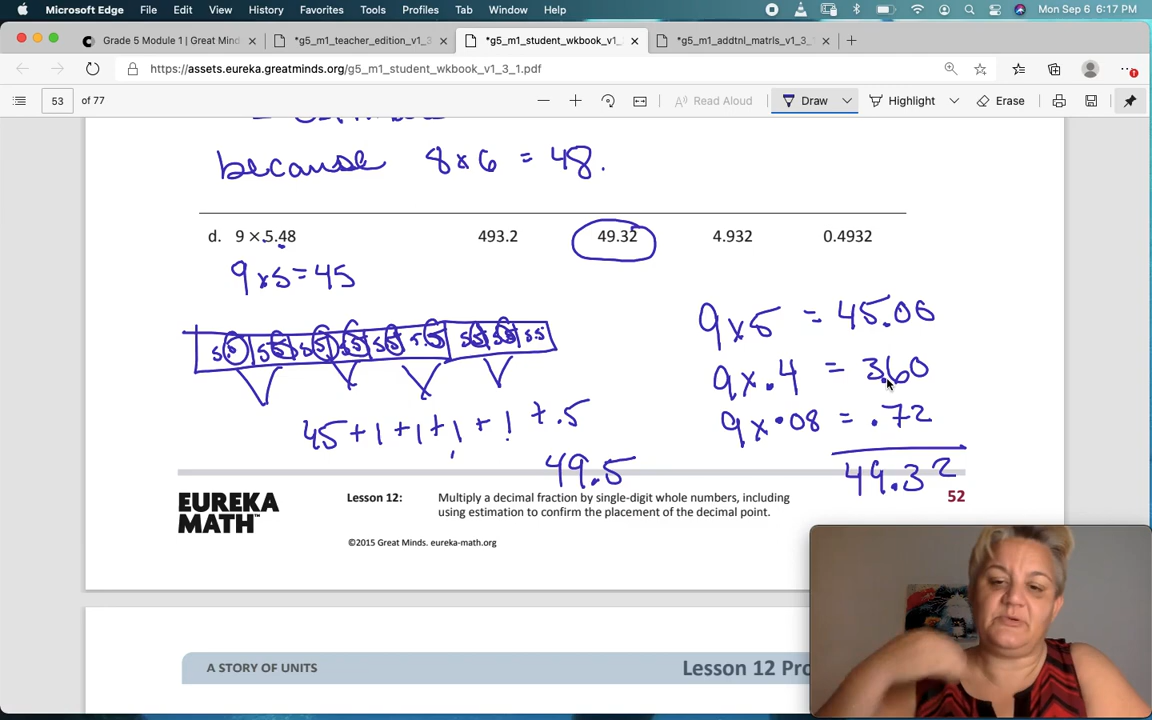 Microsoft Edge File Edit View History Favorites Tools Profiles Tab Window Help Mon Sep 6 6:17 PM
Grade 5 Module 1 | Great Mind *g5_m1_teacher_edition_v1_3 *g5_m1_student_wkbook_v1_ *g5_m1_addtnl_matrls_v1_3_
https://assets.eureka.greatminds.org/g5_m1_student_wkbook_v1_3_1.pdf
53 of 77 Read Aloud Draw Highlight Erase
because 8 x 6 = 48.
d. 9 × 5.48 493.2 49.32 4.932 0.4932
9 x 5 = 45
9 x 5 = 45.00
9 x .4 = 3.60
9 x .08 = .72
49.32
45 + 1 + 1 + 1 + 1 + .5
49.5
EUREKA MATH™
Lesson 12: Multiply a decimal fraction by single-digit whole numbers, including using estimation to confirm the placement of the decimal point.
52
©2015 Great Minds. eureka-math.org
A STORY OF UNITS Lesson 12 Pro